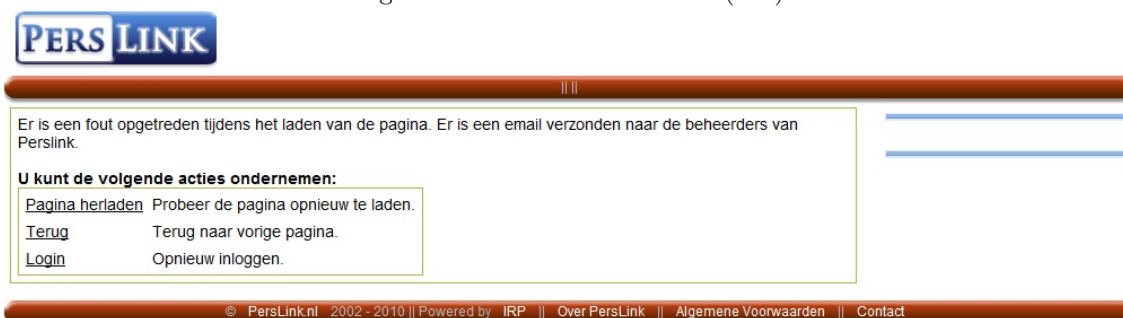 PERS LINK
|| ||
Er is een fout opgetreden tijdens het laden van de pagina. Er is een email verzonden naar de beheerders van
Perslink.
U kunt de volgende acties ondernemen:
Pagina herladen Probeer de pagina opnieuw te laden.
Terug Terug naar vorige pagina.
Login Opnieuw inloggen.
© PersLink.nl 2002 - 2010 || Powered by IRP || Over PersLink || Algemene Voorwaarden || Contact